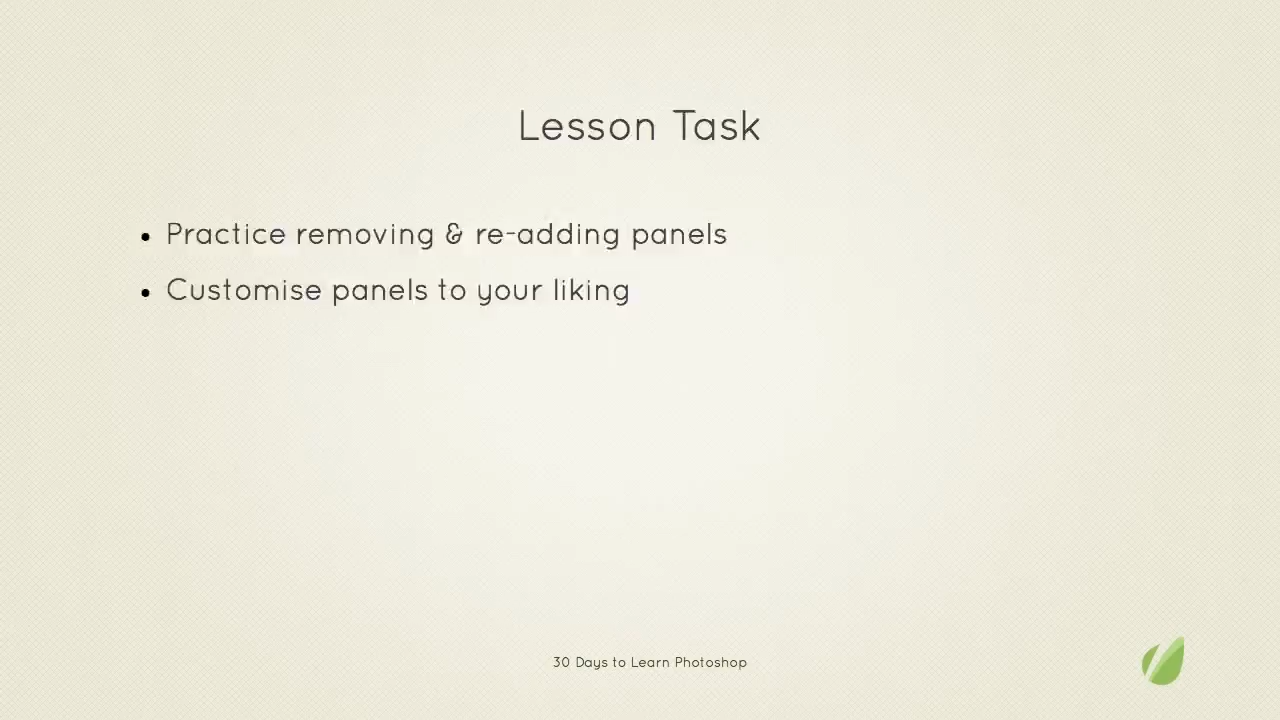 Lesson Task
• Practice removing & re-adding panels
• Customise panels to your liking
30 Days to Learn Photoshop